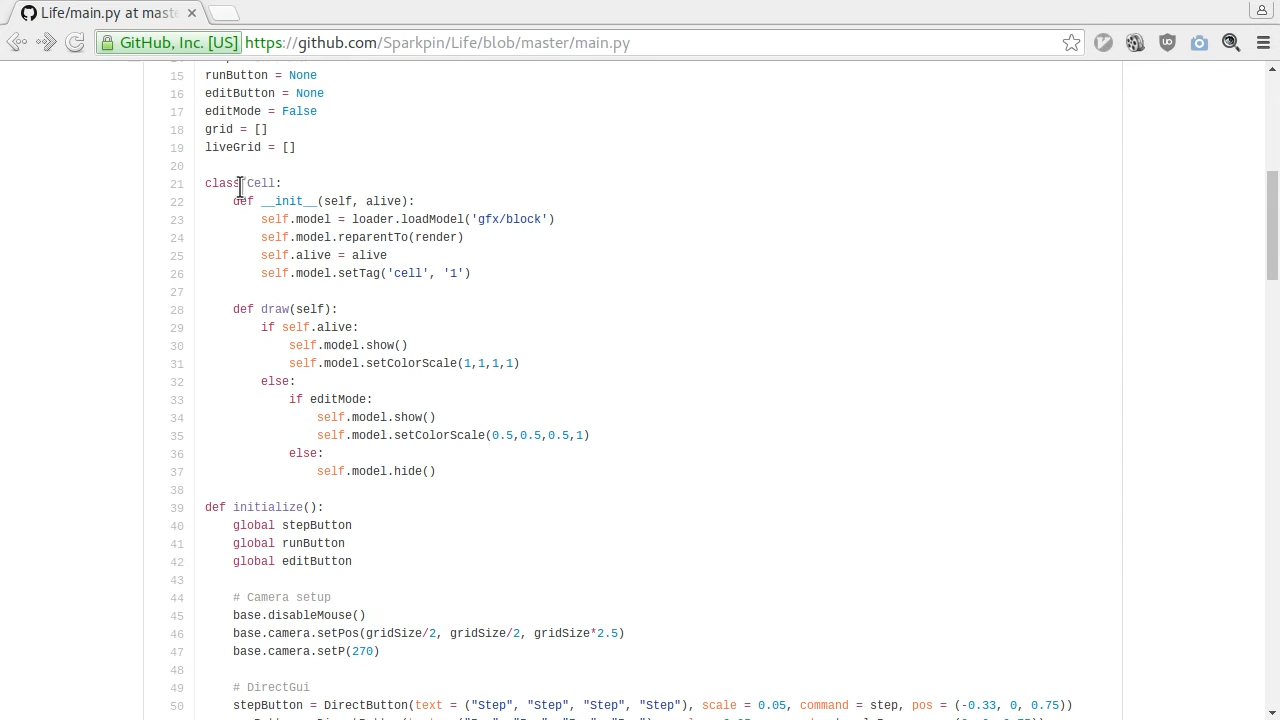 Life/main.py at maste
GitHub, Inc. [US] https://github.com/Sparkpin/Life/blob/master/main.py
15 runButton = None
16 editButton = None
17 editMode = False
18 grid = []
19 liveGrid = []
20
21 class Cell:
22     def __init__(self, alive):
23         self.model = loader.loadModel('gfx/block')
24         self.model.reparentTo(render)
25         self.alive = alive
26         self.model.setTag('cell', '1')
27
28     def draw(self):
29         if self.alive:
30             self.model.show()
31             self.model.setColorScale(1,1,1,1)
32         else:
33             if editMode:
34                 self.model.show()
35                 self.model.setColorScale(0.5,0.5,0.5,1)
36             else:
37                 self.model.hide()
38
39 def initialize():
40     global stepButton
41     global runButton
42     global editButton
43
44     # Camera setup
45     base.disableMouse()
46     base.camera.setPos(gridSize/2, gridSize/2, gridSize*2.5)
47     base.camera.setP(270)
48
49     # DirectGui
50     stepButton = DirectButton(text = ("Step", "Step", "Step", "Step"), scale = 0.05, command = step, pos = (-0.33, 0, 0.75))